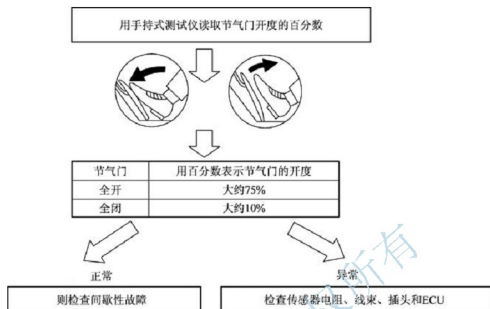 用手持式测试仪读取节气门开度的百分数
节气门 用百分数表示节气门的开度
全开 大约75%
全闭 大约10%
正常 异常
则检查间歇性故障 检查传感器电阻、线束、插头和ECU
权所有